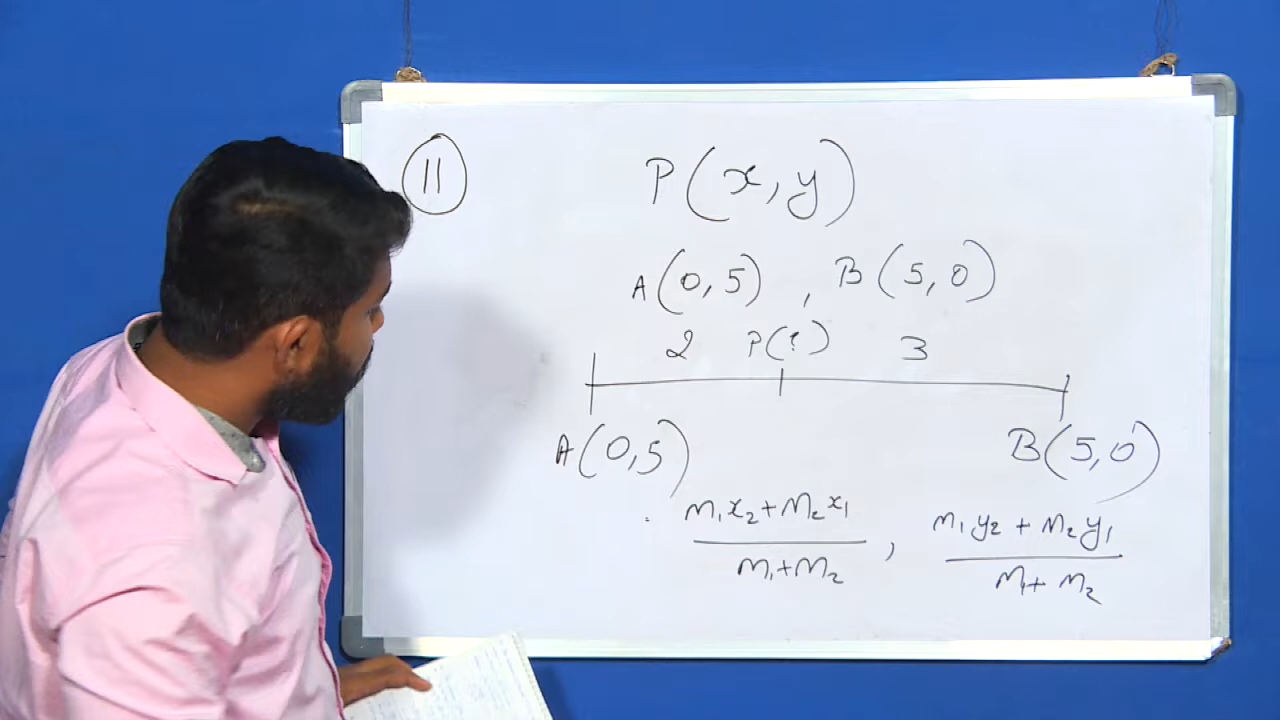 11
P(x, y)
A(0, 5) , B(5, 0)
2 P(?) 3
A(0,5) B(5,0)
m₁x₂+m₂x₁ / m₁+m₂ , m₁y₂+m₂y₁ / m₁+m₂